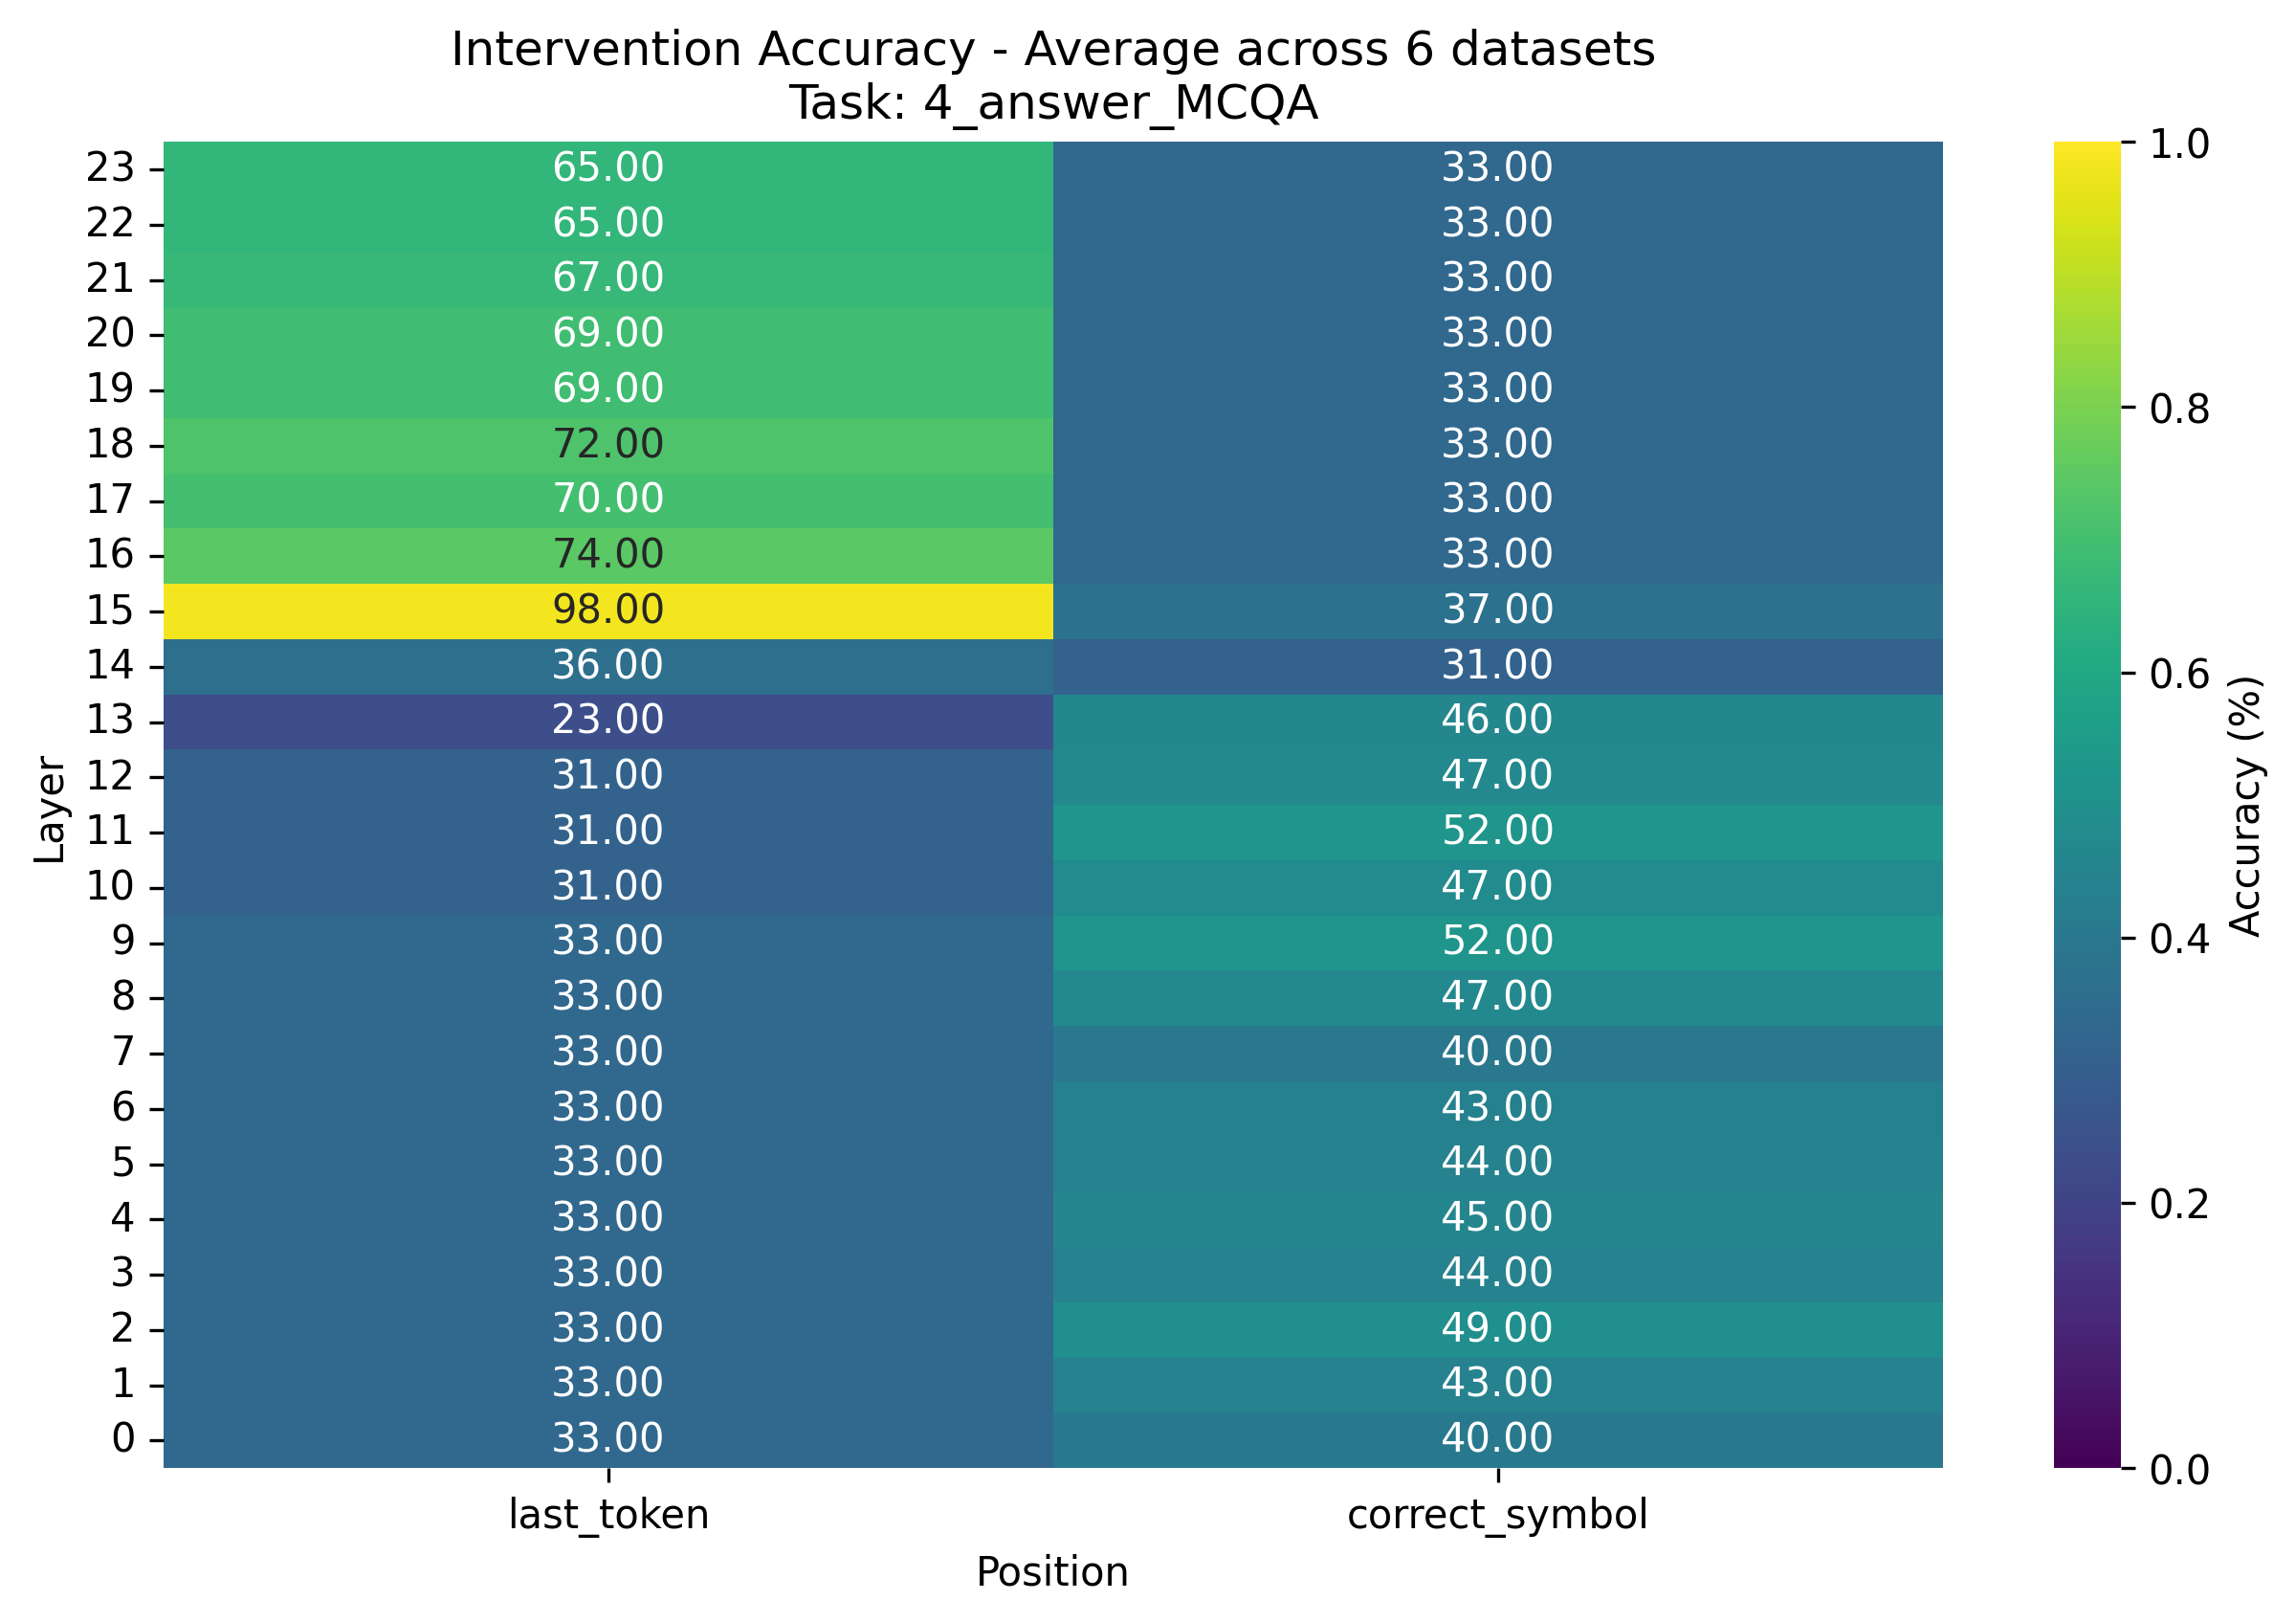 Intervention Accuracy - Average across 6 datasets
Task: 4_answer_MCQA
23 65.00 33.00
22 65.00 33.00
21 67.00 33.00
20 69.00 33.00
19 69.00 33.00
18 72.00 33.00
17 70.00 33.00
16 74.00 33.00
15 98.00 37.00
14 36.00 31.00
13 23.00 46.00
12 31.00 47.00
11 31.00 52.00
10 31.00 47.00
9 33.00 52.00
8 33.00 47.00
7 33.00 40.00
6 33.00 43.00
5 33.00 44.00
4 33.00 45.00
3 33.00 44.00
2 33.00 49.00
1 33.00 43.00
0 33.00 40.00
last_token correct_symbol
Position
Layer
1.0
0.8
0.6
0.4
0.2
0.0
Accuracy (%)